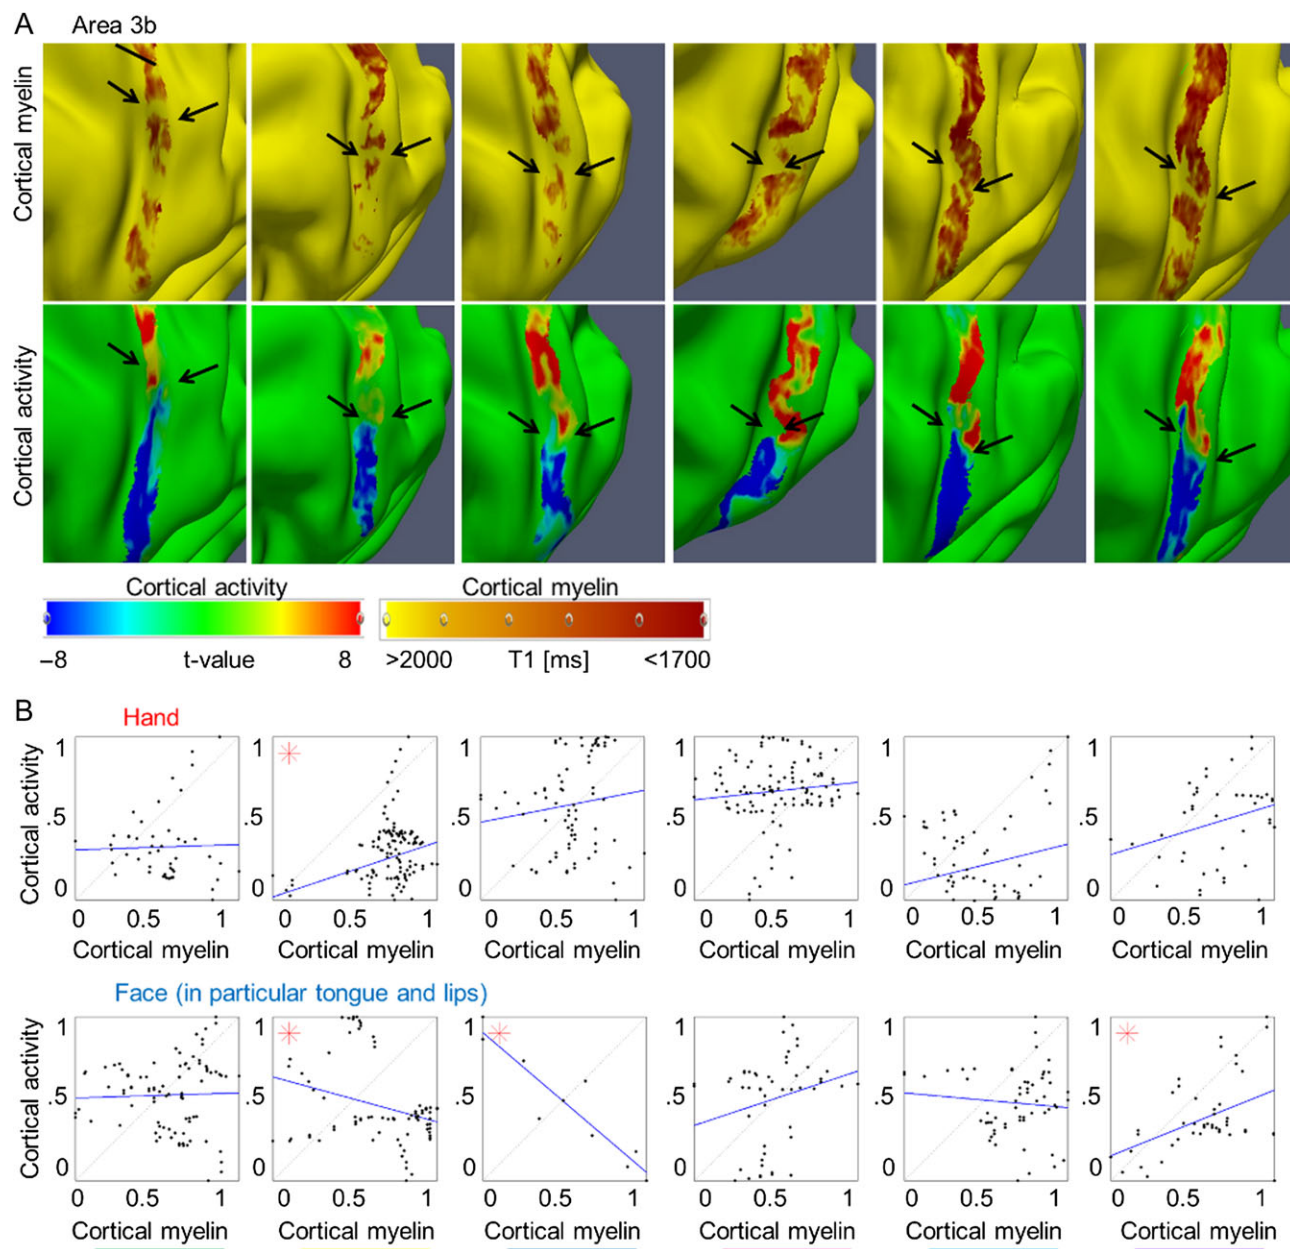 A Area 3b
Cortical myelin
Cortical activity
Cortical activity Cortical myelin
−8 t-value 8 >2000 T1 [ms] <1700
B
Hand
Cortical activity
1 1 1 1 1 1
.5 .5 .5 .5 .5 .5
0 0 0 0 0 0
0 0.5 1 0 0.5 1 0 0.5 1 0 0.5 1 0 0.5 1 0 0.5 1
Cortical myelin Cortical myelin Cortical myelin Cortical myelin Cortical myelin Cortical myelin
Face (in particular tongue and lips)
Cortical activity
1 1 1 1 1 1
.5 .5 .5 .5 .5 .5
0 0 0 0 0 0
0 0.5 1 0 0.5 1 0 0.5 1 0 0.5 1 0 0.5 1 0 0.5 1
Cortical myelin Cortical myelin Cortical myelin Cortical myelin Cortical myelin Cortical myelin